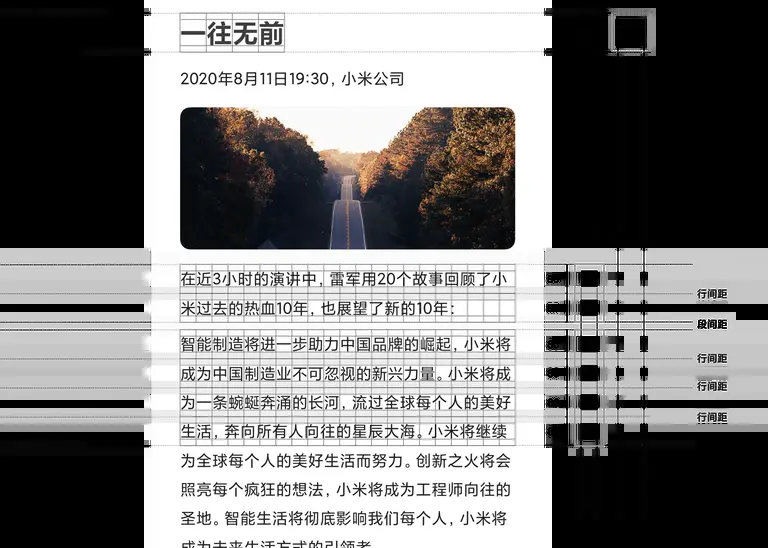 一往无前
2020年8月11日19:30，小米公司
在近3小时的演讲中，雷军用20个故事回顾了小
米过去的热血10年，也展望了新的10年：
行间距
段间距
智能制造将进一步助力中国品牌的崛起，小米将
行间距
成为中国制造业不可忽视的新兴力量。小米将成
行间距
为一条蜿蜒奔涌的长河，流过全球每个人的美好
行间距
生活，奔向所有人向往的星辰大海。小米将继续
为全球每个人的美好生活而努力。创新之火将会
照亮每个疯狂的想法，小米将成为工程师向往的
圣地。智能生活将彻底影响我们每个人，小米将
成为未来生活方式的引领者